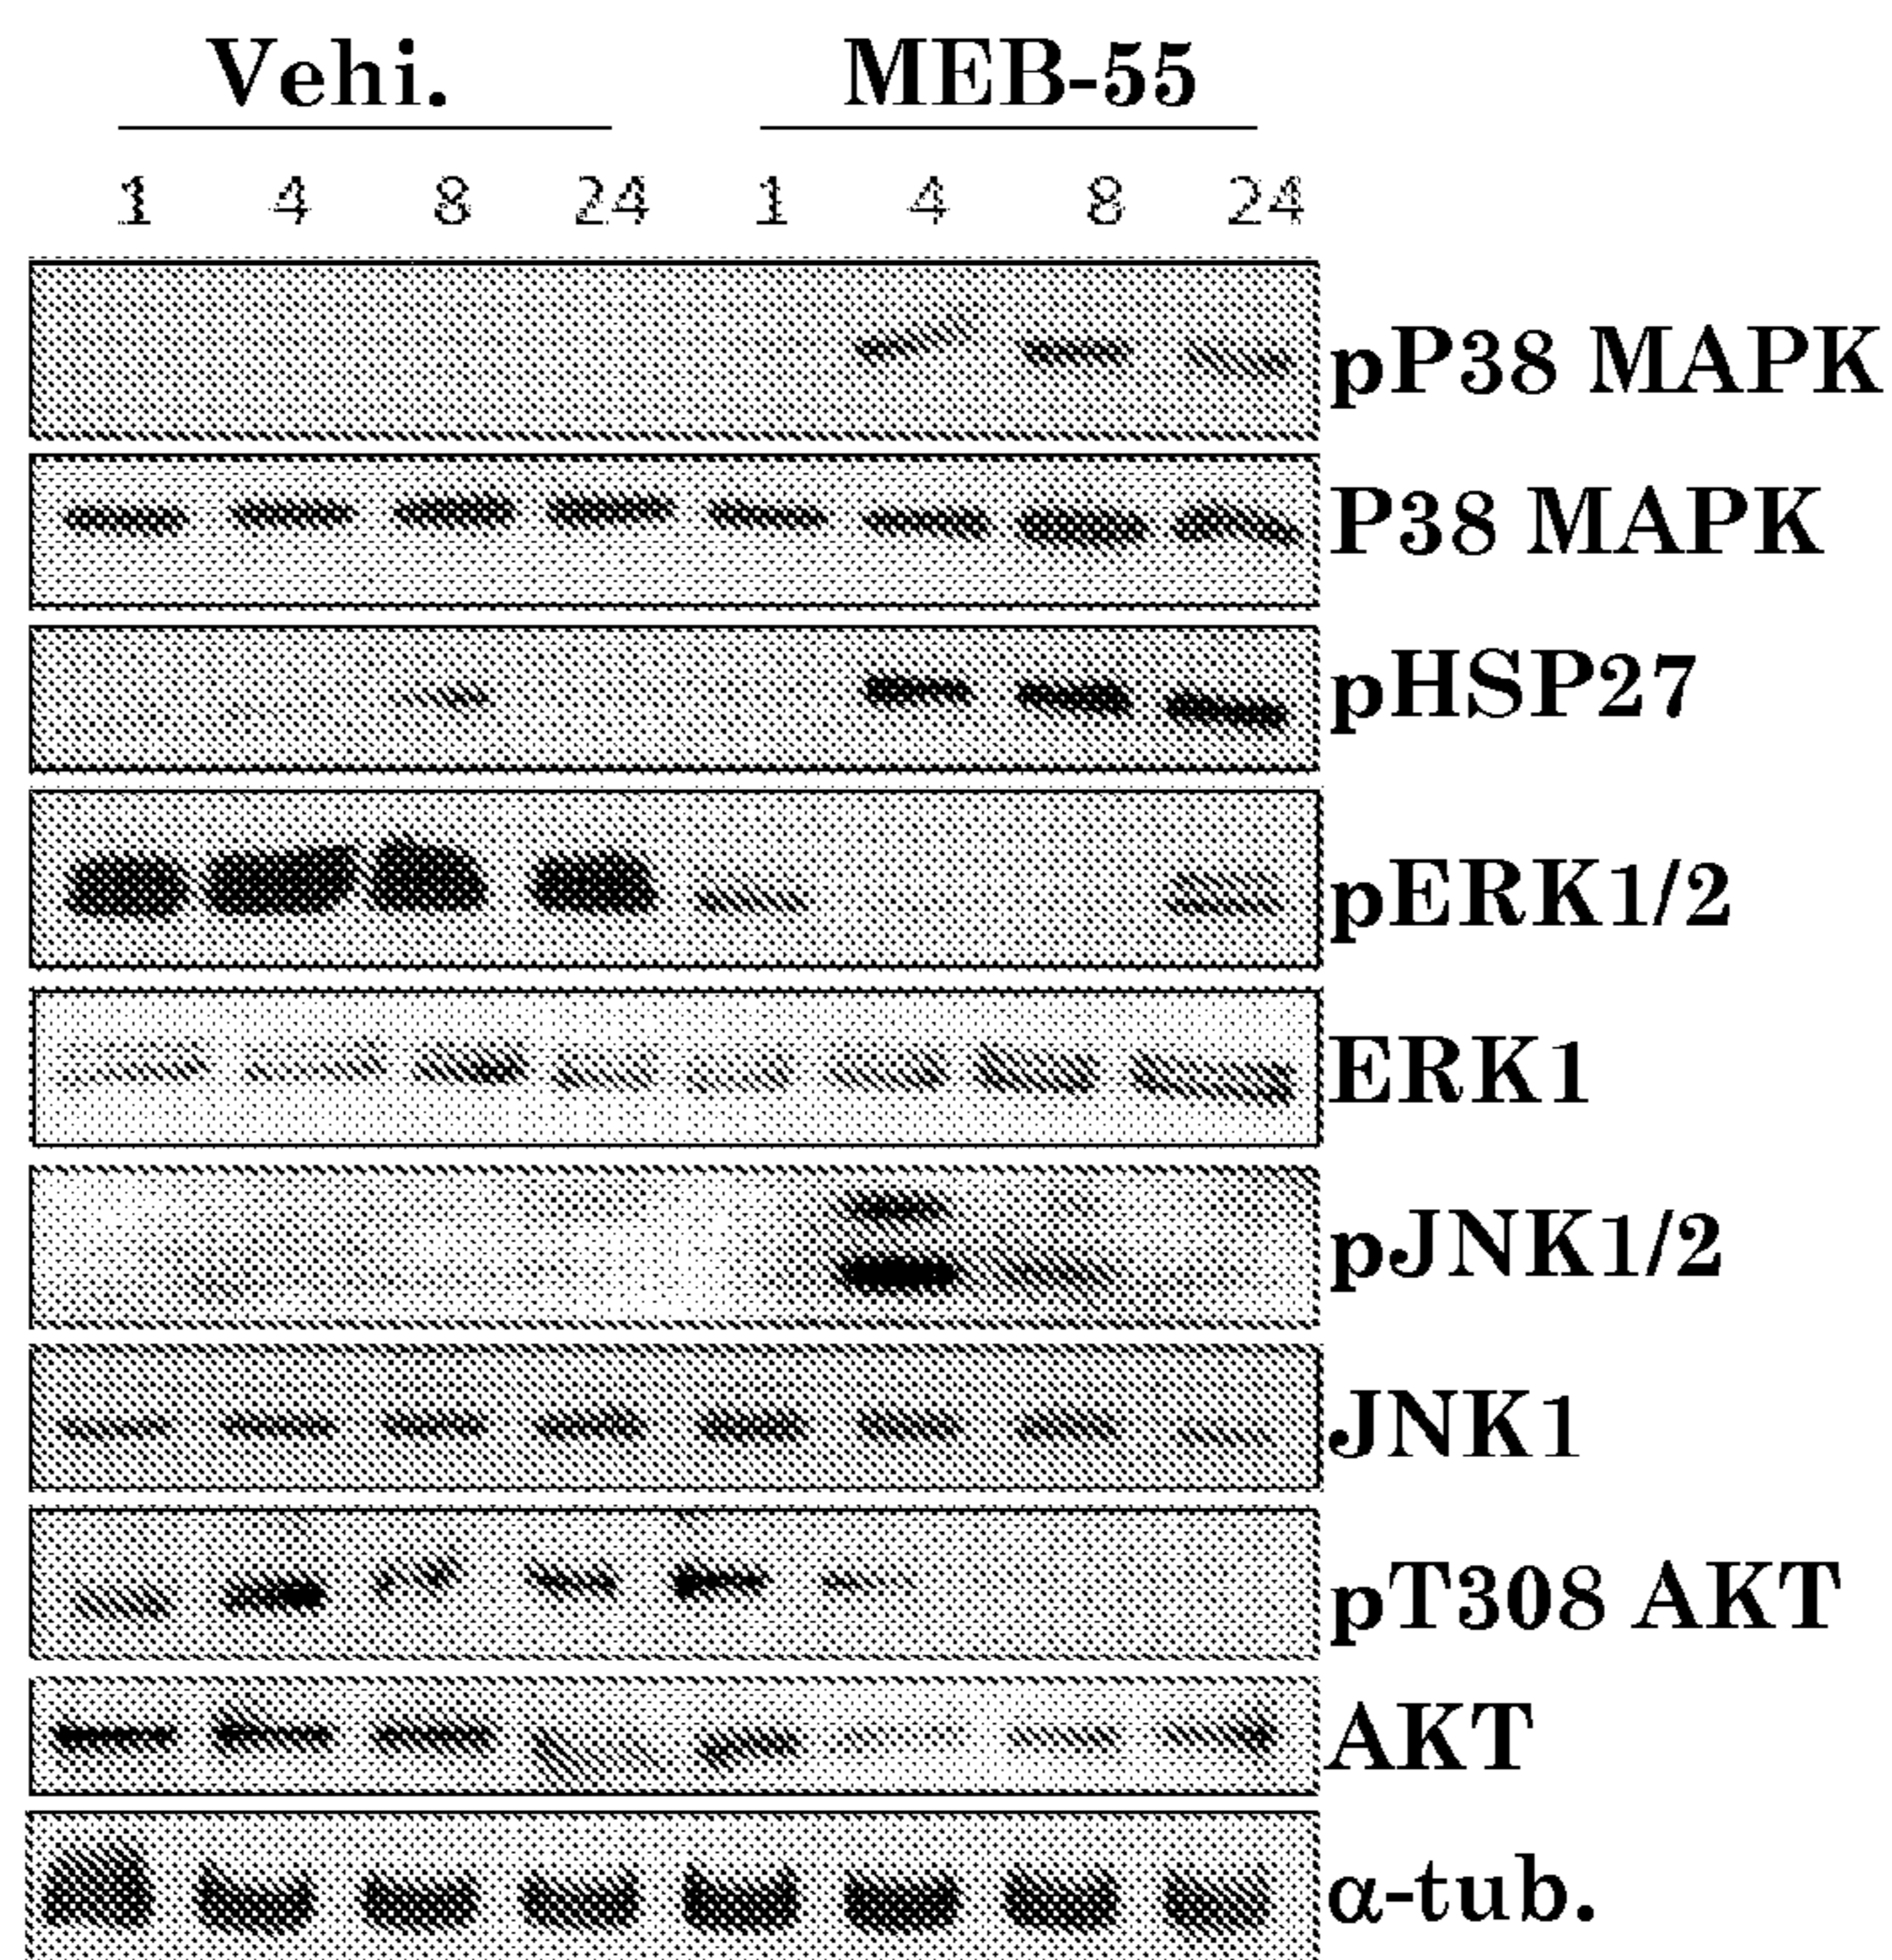 Vehi. MEB-55
1 4 8 24 1 4 8 24
pP38 MAPK
P38 MAPK
pHSP27
pERK1/2
ERK1
pJNK1/2
JNK1
pT308 AKT
AKT
α-tub.